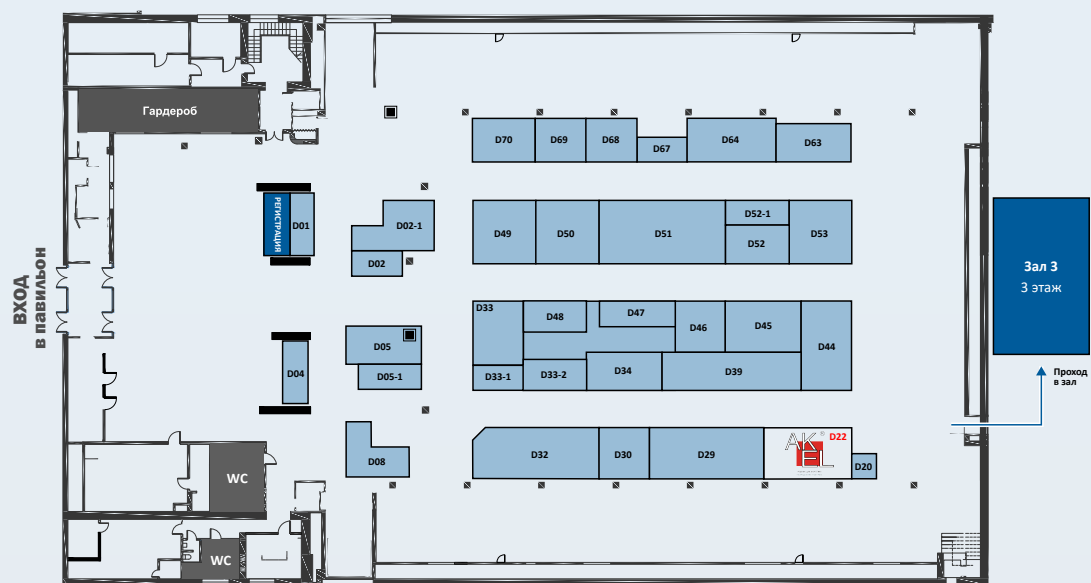 Гардероб
D70
D69
D68
D67
D64
D63
РЕГИСТРАЦИЯ
D01
D02-1
D02
D49
D50
D51
D52-1
D52
D53
ВХОД
в павильон
Зал 3
3 этаж
D33
D48
D47
D46
D45
D44
D05
D05-1
D04
D33-1
D33-2
D34
D39
Проход
в зал
D08
D32
D30
D29
AKEL®
D22
D20
WC
WC